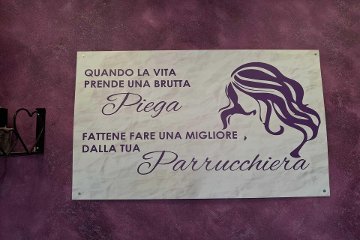 QUANDO LA VITA
PRENDE UNA BRUTTA
Piega
FATTENE FARE UNA MIGLIORE
DALLA TUA
Parrucchiera